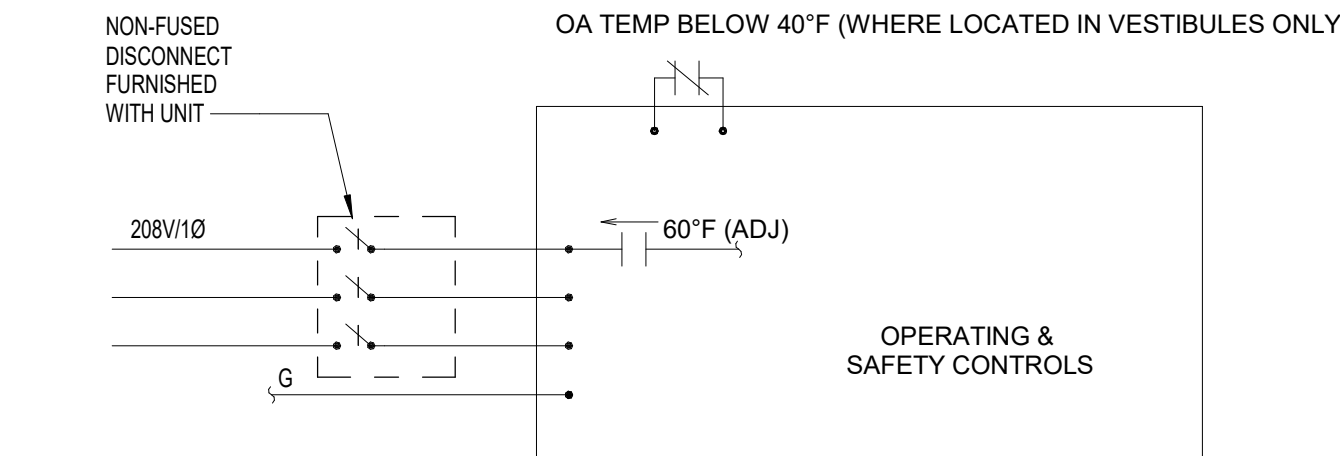 NON-FUSED
DISCONNECT
FURNISHED
WITH UNIT
OA TEMP BELOW 40°F (WHERE LOCATED IN VESTIBULES ONLY
208V/1Ø
60°F (ADJ)
OPERATING &
SAFETY CONTROLS
G